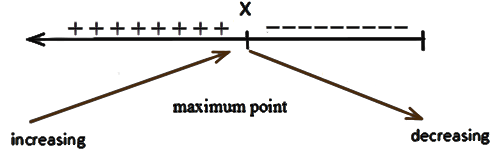 X
+ + + + + + + + − − − − − − − − − −
maximum point
increasing
decreasing